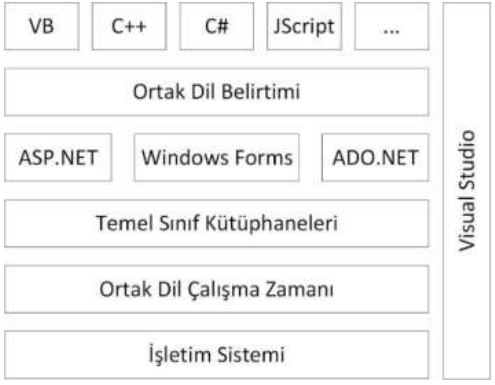 VB C++ C# JScript ...
Ortak Dil Belirtimi
ASP.NET Windows Forms ADO.NET
Temel Sınıf Kütüphaneleri
Ortak Dil Çalışma Zamanı
İşletim Sistemi
Visual Studio